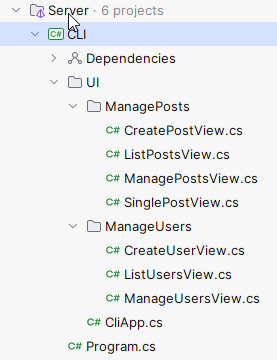 Server · 6 projects
C# CLI
Dependencies
UI
ManagePosts
C# CreatePostView.cs
C# ListPostsView.cs
C# ManagePostsView.cs
C# SinglePostView.cs
ManageUsers
C# CreateUserView.cs
C# ListUsersView.cs
C# ManageUsersView.cs
C# CliApp.cs
C# Program.cs